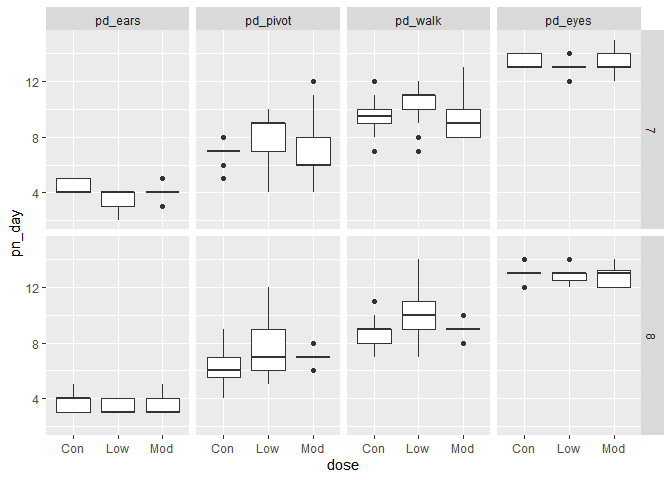 pd_ears pd_pivot pd_walk pd_eyes
12
8
4
7
pn_day
12
8
4
8
Con Low Mod Con Low Mod Con Low Mod Con Low Mod
dose